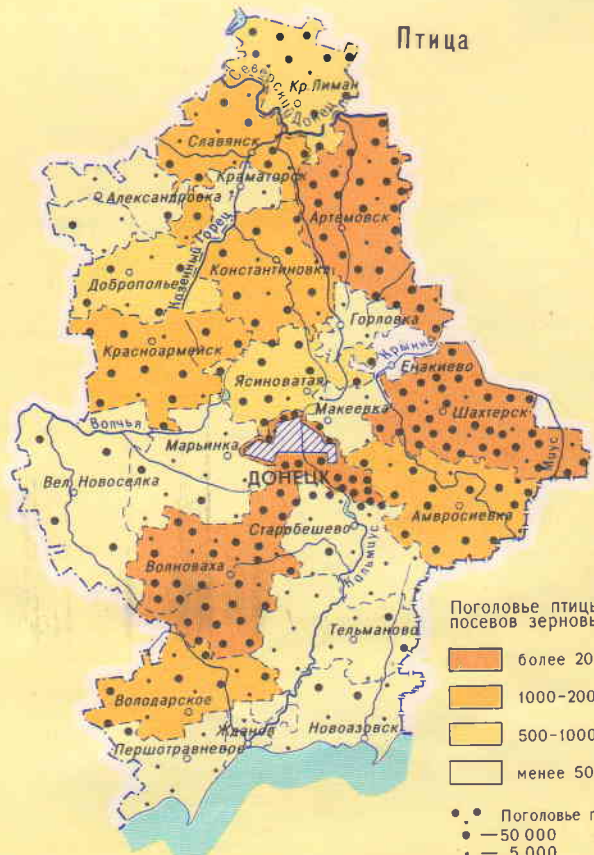 Птица
Северский Донец
Кр. Лиман
Славянск
Краматорск
Александровка
Артемовск
Казенный Торец
Константиновка
Доброполье
Горловка
Красноармейск
Крынка
Енакиево
Ясиноватая
Шахтерск
Макеевка
Волчья
Марьинка
Миус
ДОНЕЦК
Вел. Новоселка
Амвросиевка
Старобешево
Волноваха
Кальмиус
Тельманово
Володарское
Жданов
Новоазовск
Першотравневое
Поголовье птицы
посевов зерновы
более 20
1000-200
500-1000
менее 50
Поголовье п
—50 000
— 5 000